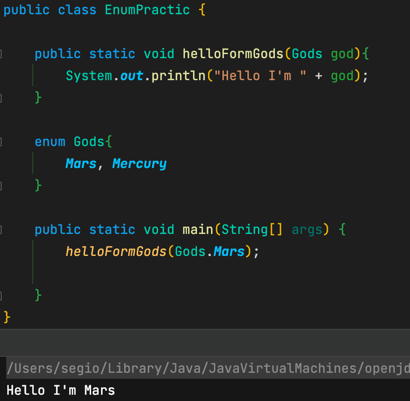 public class EnumPractic {
public static void helloFormGods(Gods god){
System.out.println("Hello I'm " + god);
}
enum Gods{
Mars, Mercury
}
public static void main(String[] args) {
helloFormGods(Gods.Mars);
}
}
/Users/segio/Library/Java/JavaVirtualMachines/openjd
Hello I'm Mars